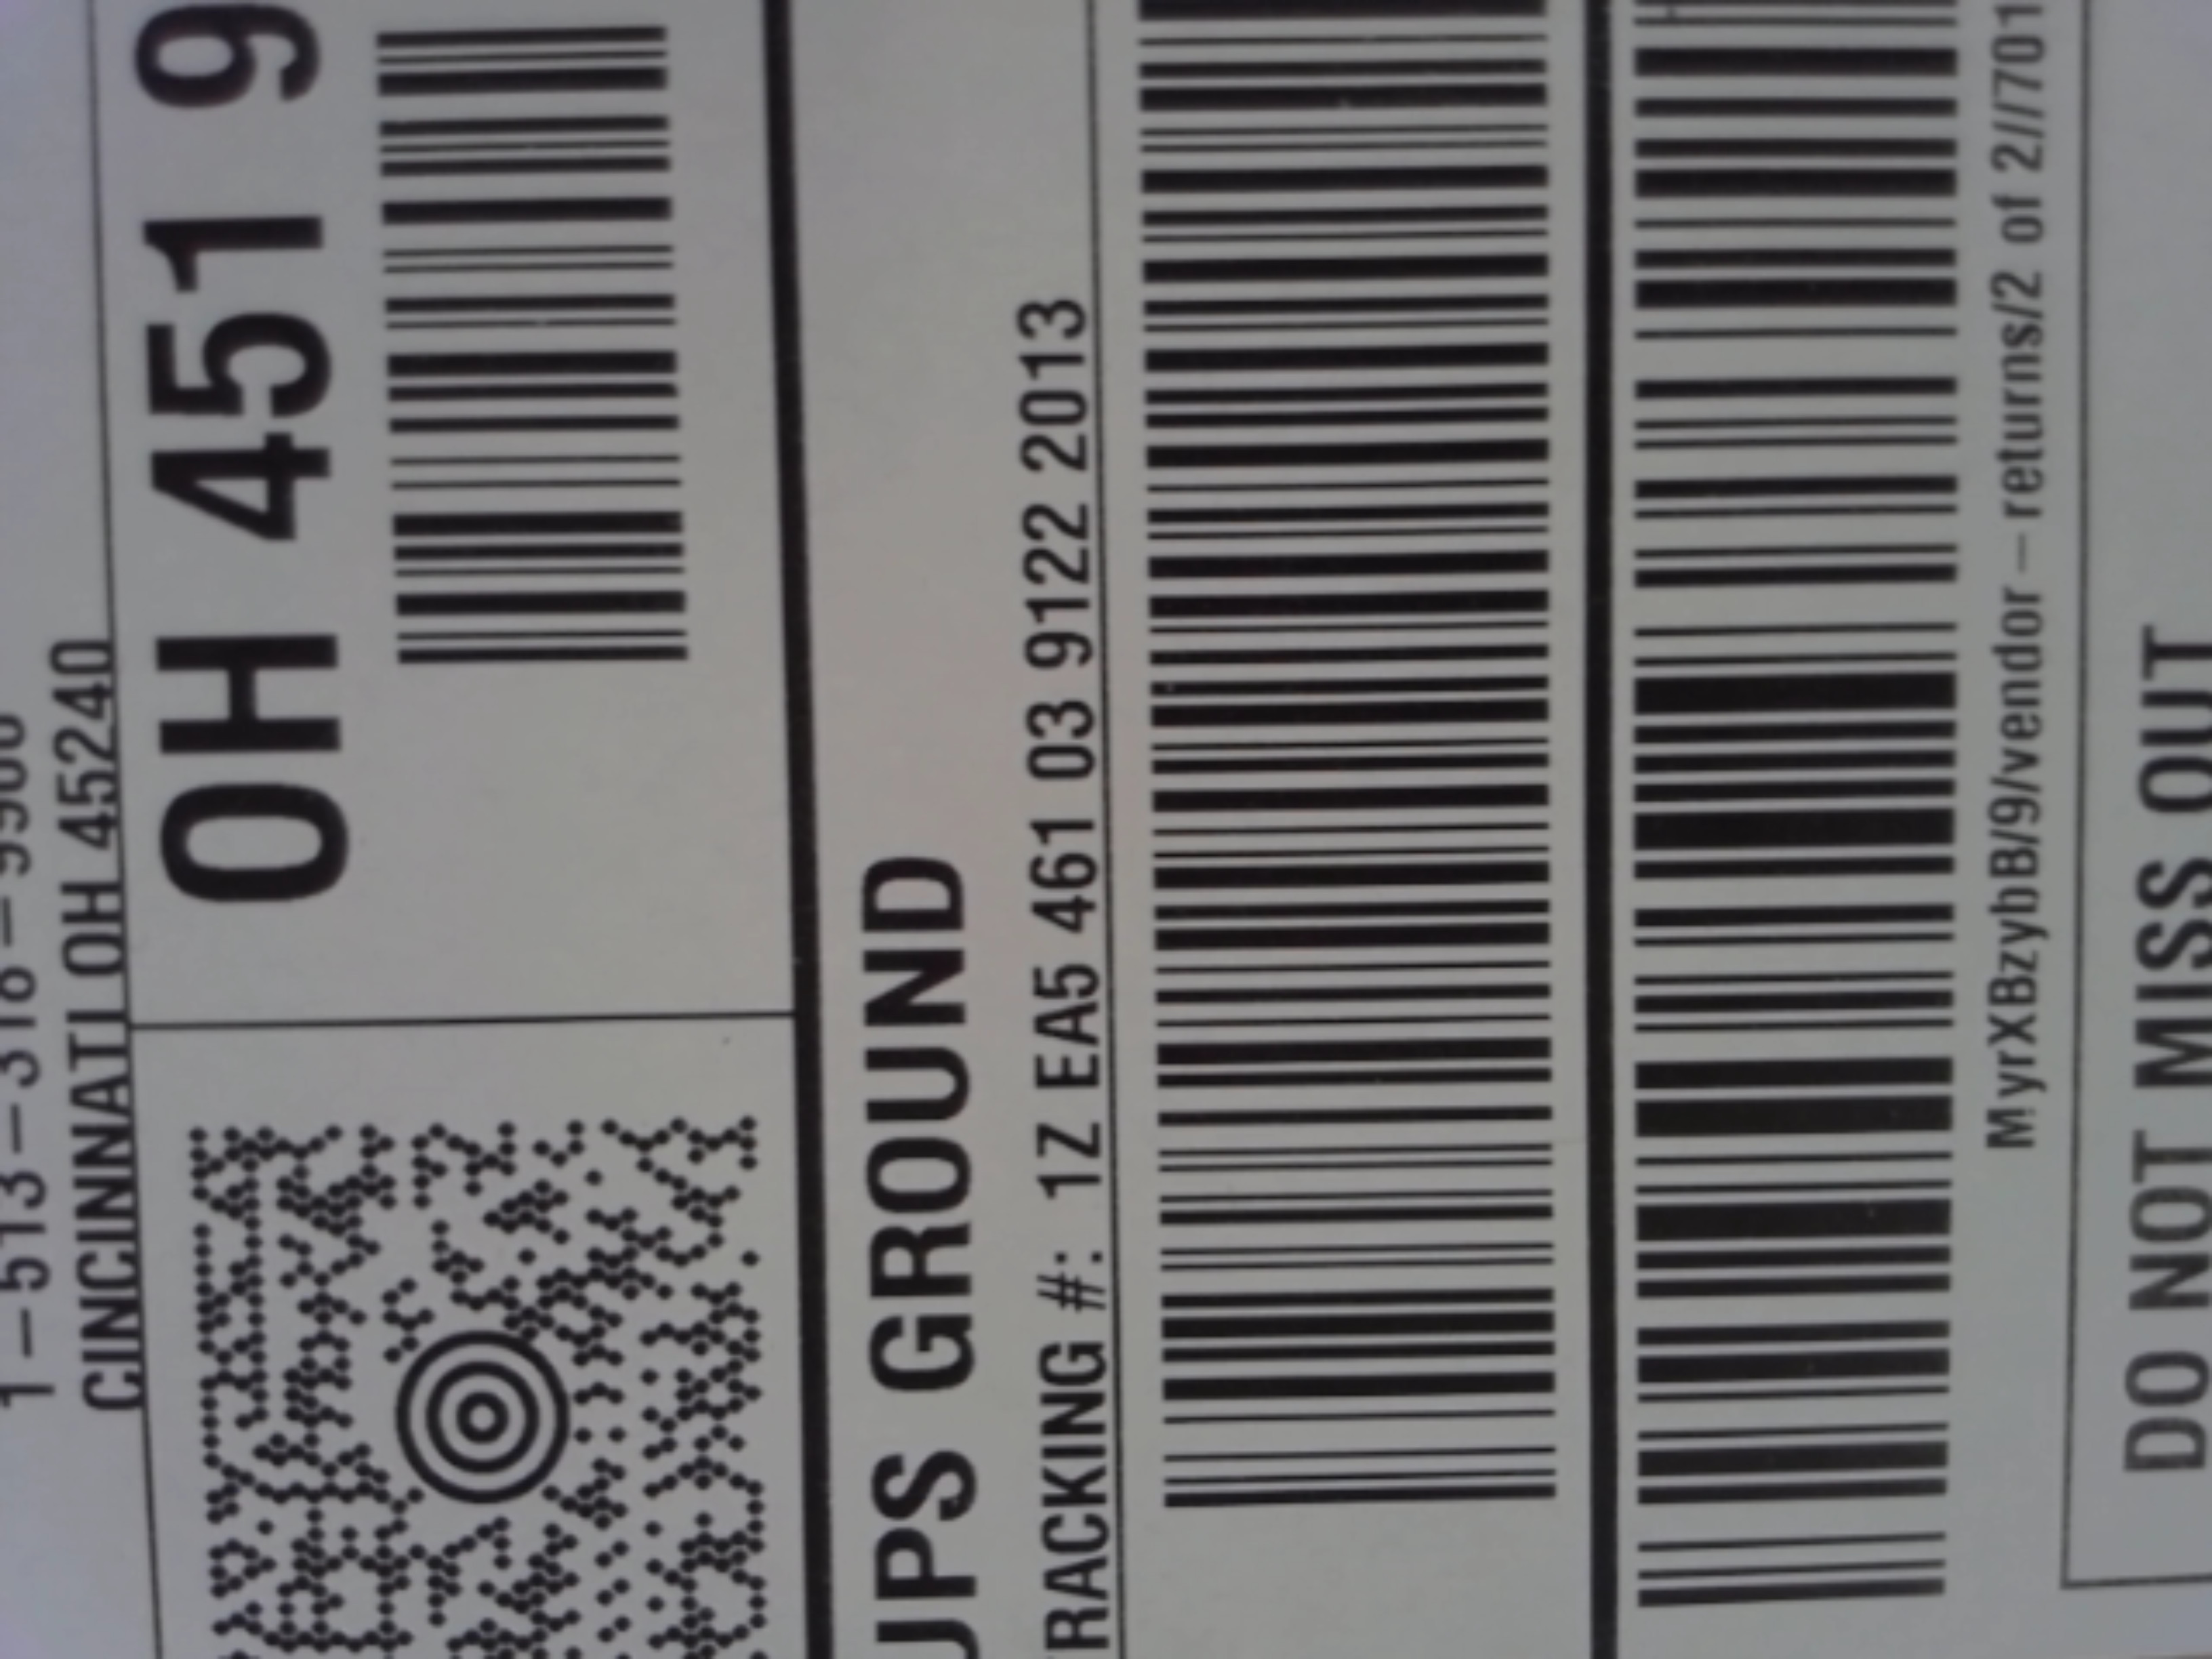 CINCINNATI OH 45240
OH 451 9
UPS GROUND
TRACKING #: 1Z EA5 461 03 9122 2013
MyrXBzybB/9/vendor-returns/2 of 2//701
DO NOT MISS OUT